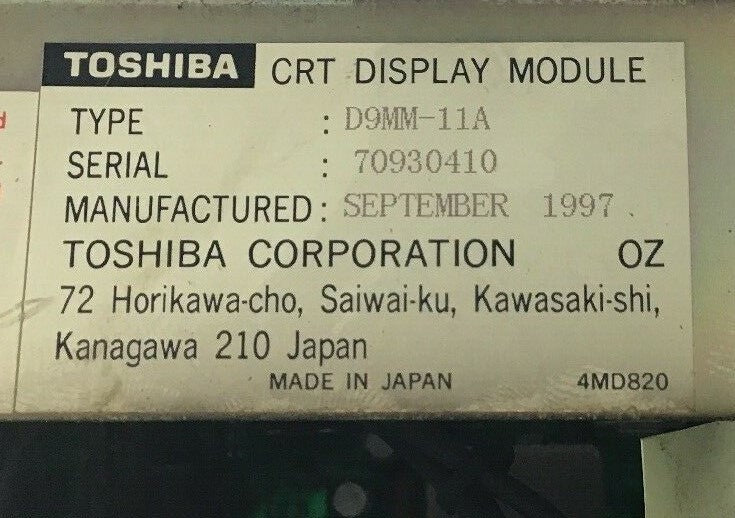 TOSHIBA CRT DISPLAY MODULE
TYPE : D9MM-11A
SERIAL : 70930410
MANUFACTURED : SEPTEMBER 1997 .
TOSHIBA CORPORATION OZ
72 Horikawa-cho, Saiwai-ku, Kawasaki-shi,
Kanagawa 210 Japan
MADE IN JAPAN 4MD820